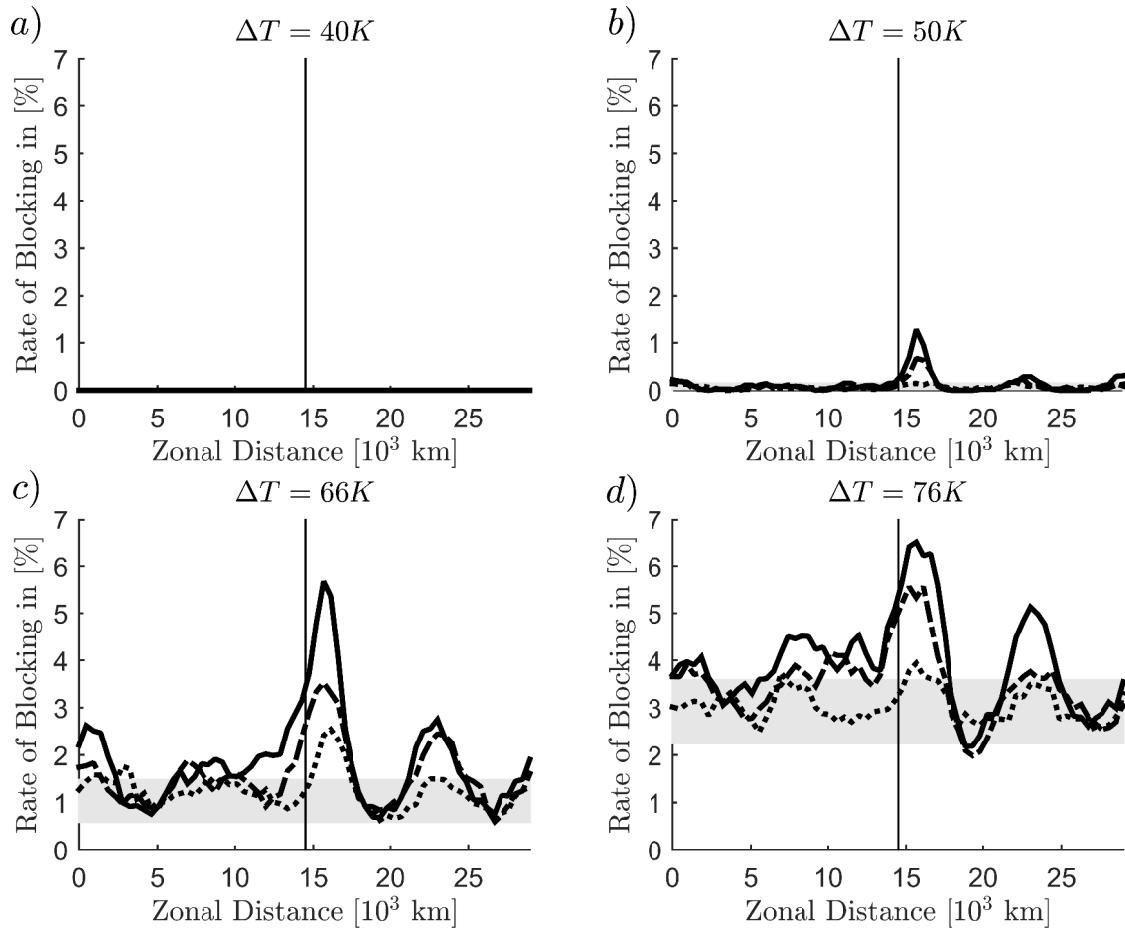 a)
ΔT = 40K
Rate of Blocking in [%]
7
6
5
4
3
2
1
0
0 5 10 15 20 25
Zonal Distance [10³ km]
b)
ΔT = 50K
Rate of Blocking in [%]
7
6
5
4
3
2
1
0
0 5 10 15 20 25
Zonal Distance [10³ km]
c)
ΔT = 66K
Rate of Blocking in [%]
7
6
5
4
3
2
1
0
0 5 10 15 20 25
Zonal Distance [10³ km]
d)
ΔT = 76K
Rate of Blocking in [%]
7
6
5
4
3
2
1
0
0 5 10 15 20 25
Zonal Distance [10³ km]